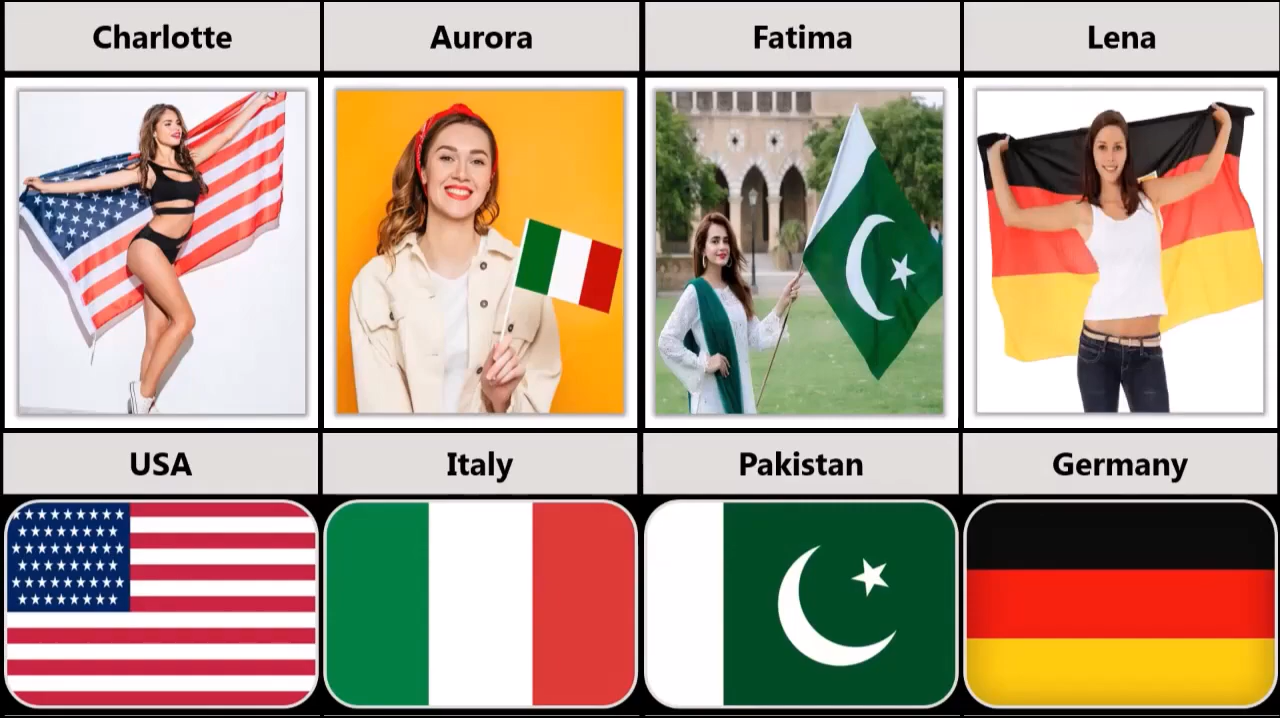 Charlotte
Aurora
Fatima
Lena
USA
Italy
Pakistan
Germany